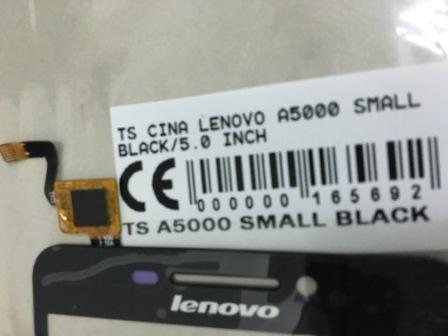 TS CINA LENOVO A5000 SMALL
BLACK/5.0 INCH
CE
000000 165692
TS A5000 SMALL BLACK
lenovo